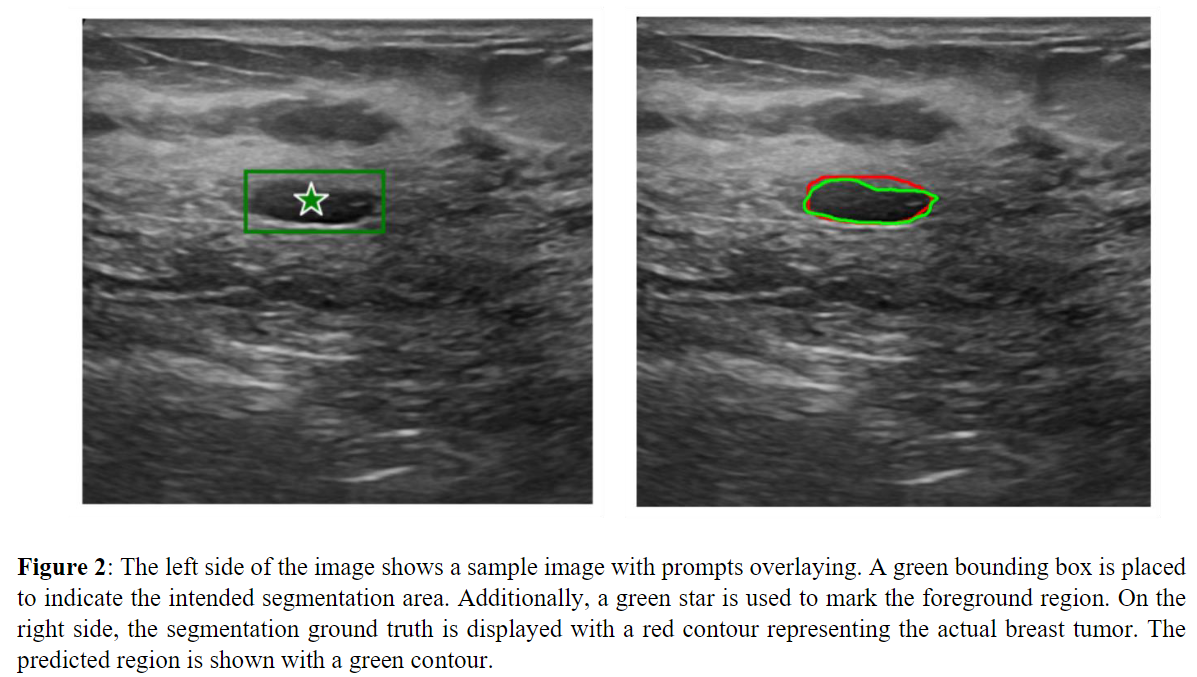 Figure 2: The left side of the image shows a sample image with prompts overlaying. A green bounding box is placed
to indicate the intended segmentation area. Additionally, a green star is used to mark the foreground region. On the
right side, the segmentation ground truth is displayed with a red contour representing the actual breast tumor. The
predicted region is shown with a green contour.